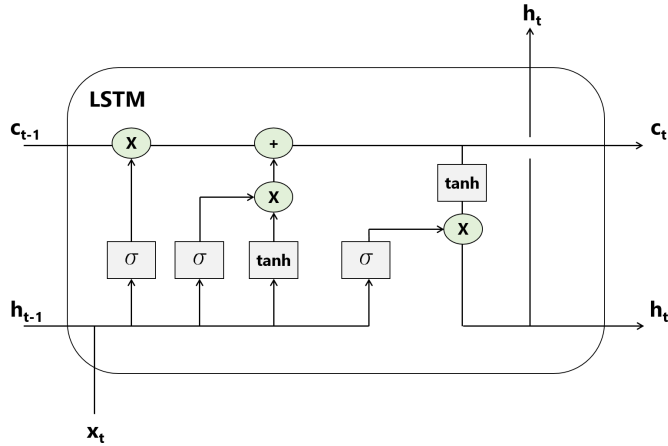 h_t
LSTM
c_t-1
X
+
c_t
X
tanh
X
σ
σ
tanh
σ
h_t-1
h_t
x_t